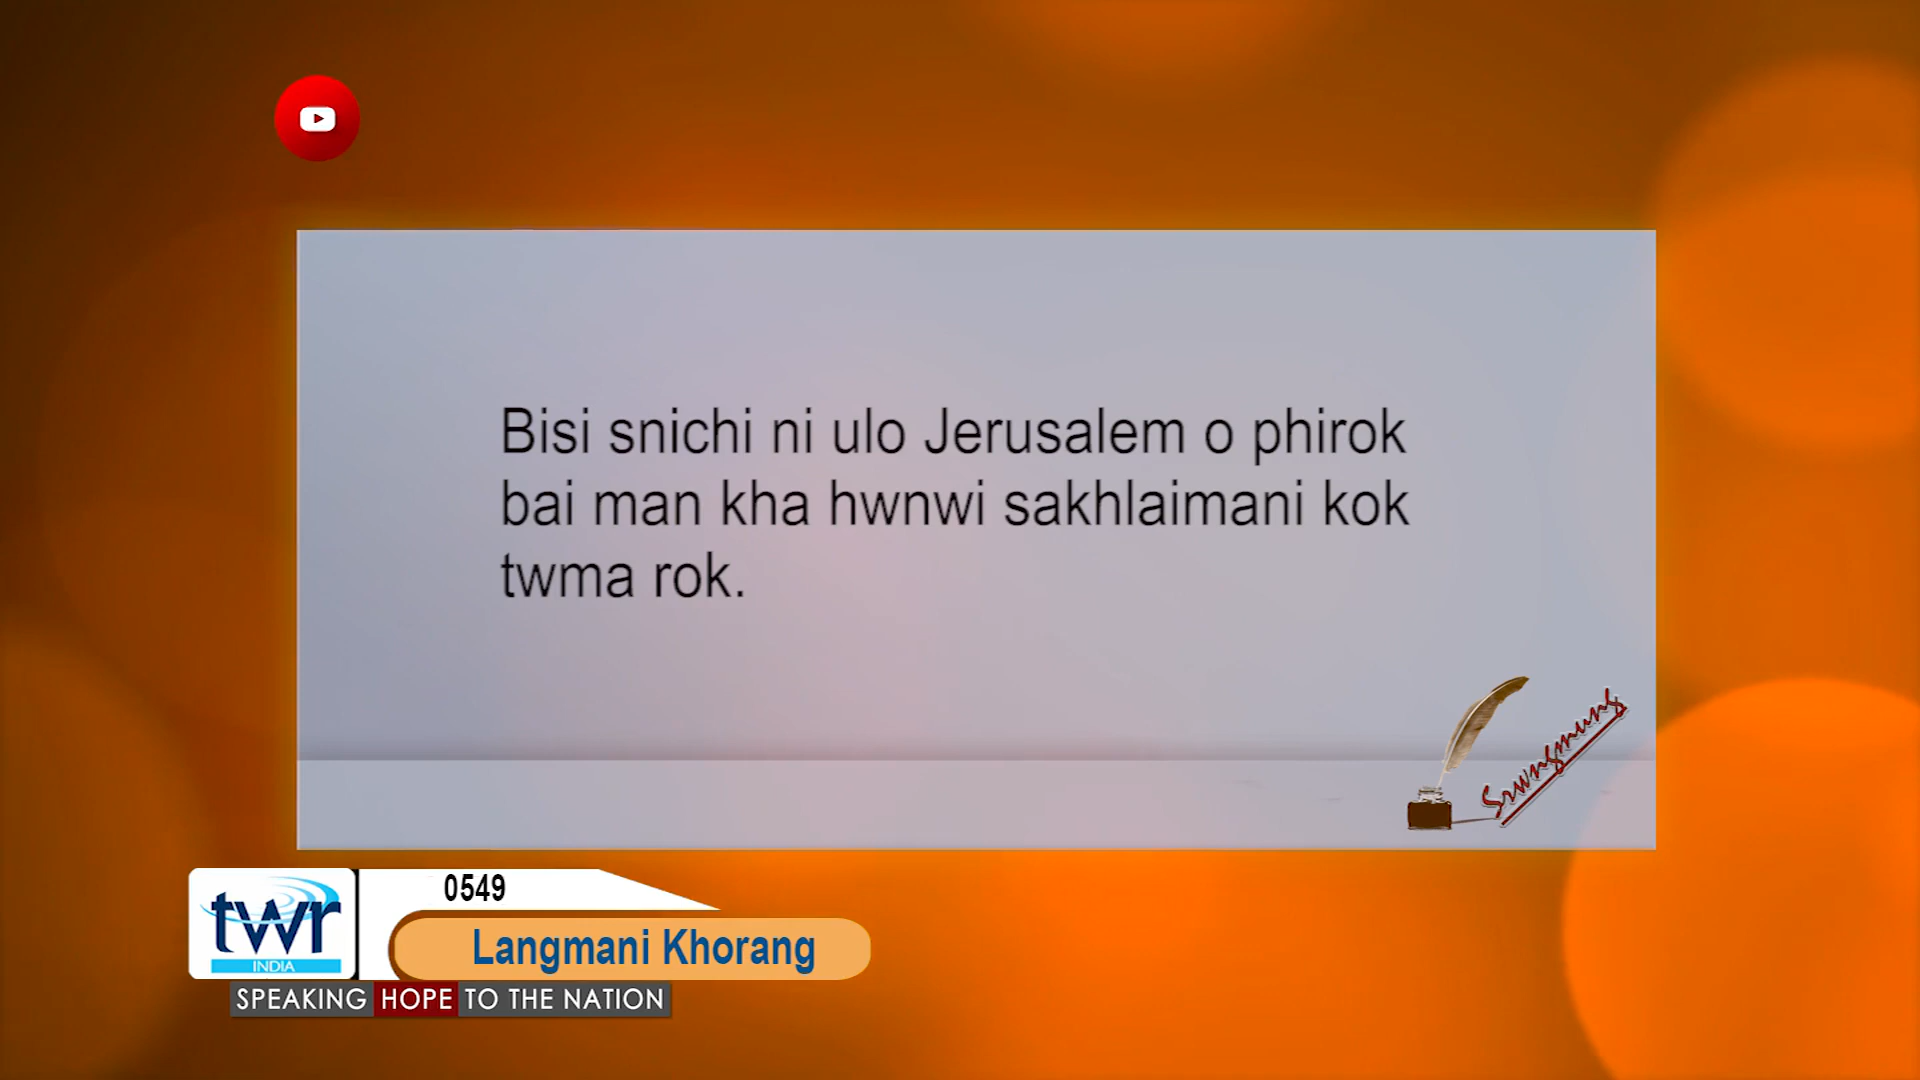 Bisi snichi ni ulo Jerusalem o phirok
bai man kha hwnwi sakhlaimani kok
twma rok.
Srwngmung
0549
twr
INDIA
Langmani Khorang
SPEAKING HOPE TO THE NATION